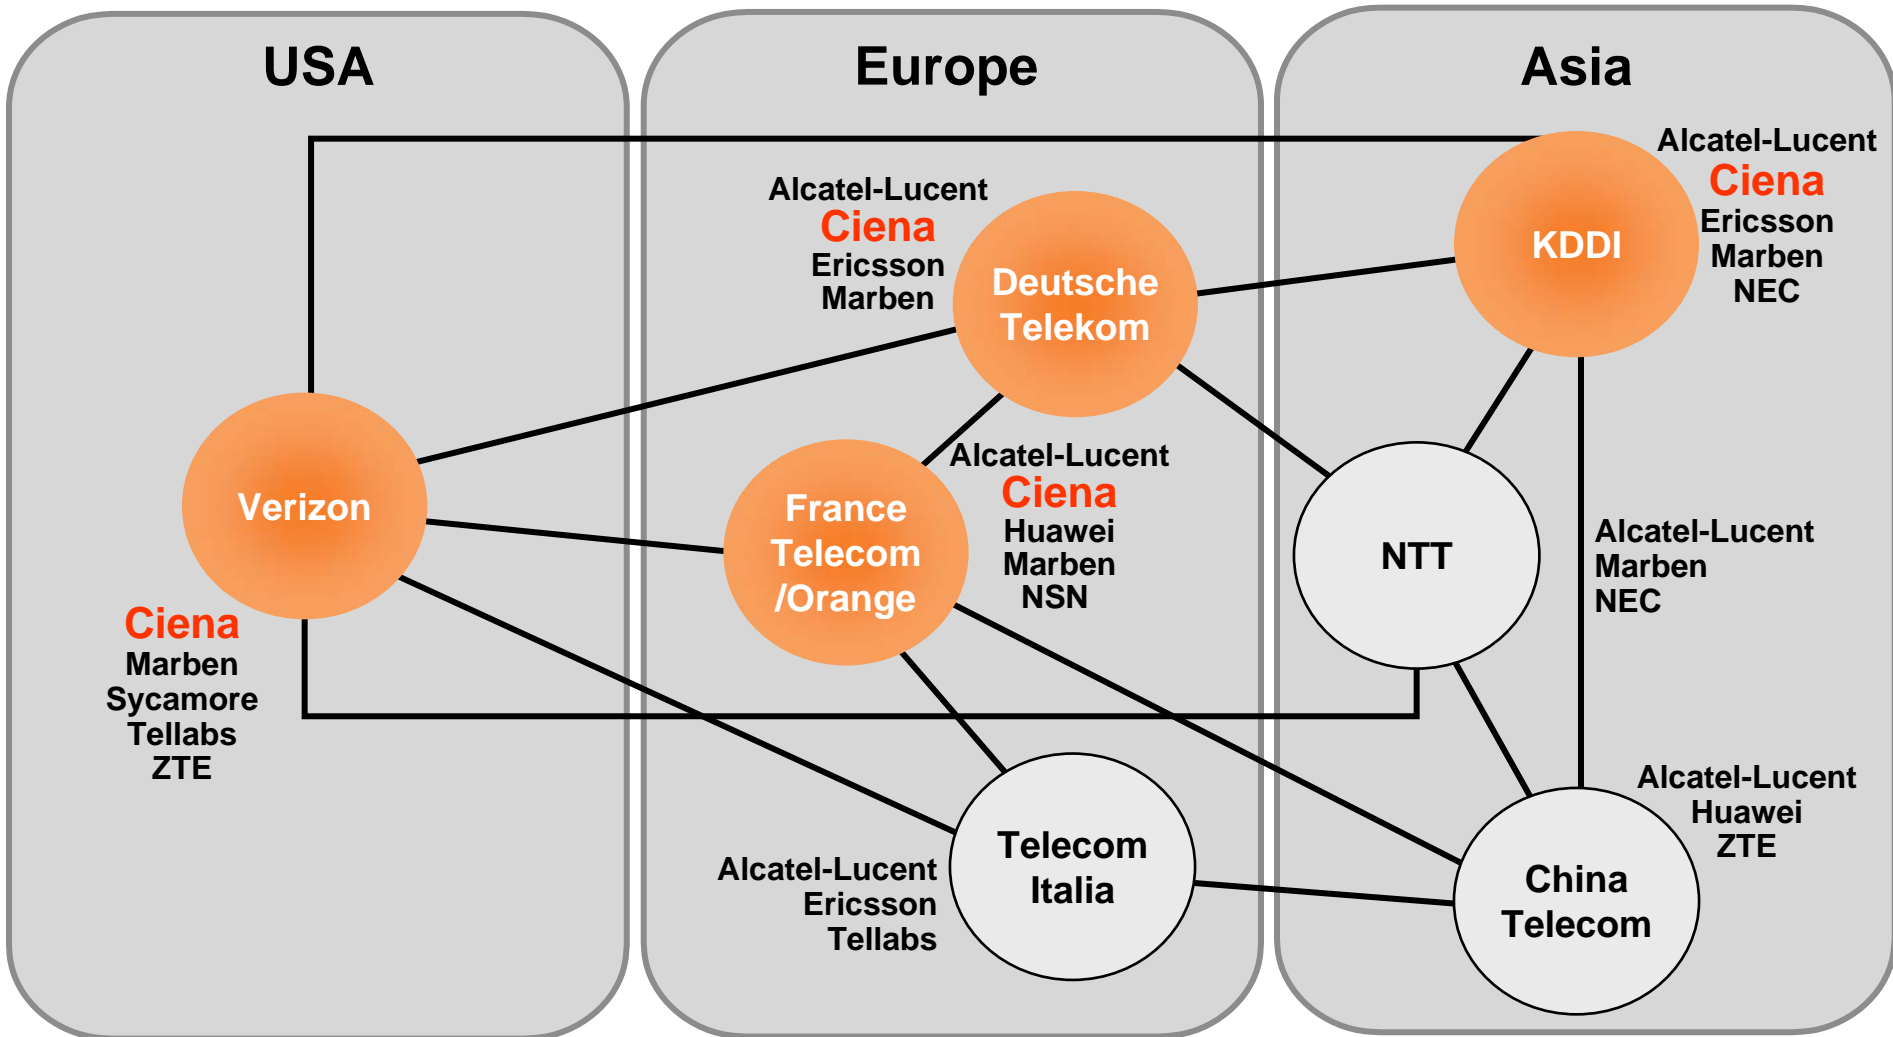 USA
Europe
Asia
Verizon
Ciena
Marben
Sycamore
Tellabs
ZTE
Alcatel-Lucent
Ciena
Ericsson
Marben
Deutsche
Telekom
France
Telecom
/Orange
Alcatel-Lucent
Ciena
Huawei
Marben
NSN
Alcatel-Lucent
Ericsson
Tellabs
Telecom
Italia
KDDI
Alcatel-Lucent
Ciena
Ericsson
Marben
NEC
NTT
Alcatel-Lucent
Marben
NEC
Alcatel-Lucent
Huawei
ZTE
China
Telecom